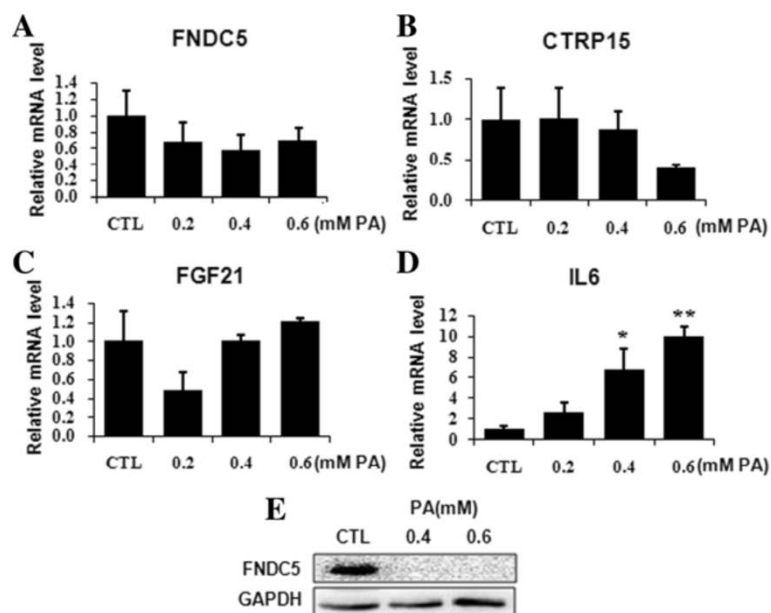 A
FNDC5
Relative mRNA level
1.4
1.2
1.0
0.8
0.6
0.4
0.2
0.0
CTL 0.2 0.4 0.6 (mM PA)
B
CTRP15
Relative mRNA level
1.5
1.0
0.5
0.0
CTL 0.2 0.4 0.6 (mM PA)
C
FGF21
Relative mRNA level
1.4
1.2
1.0
0.8
0.6
0.4
0.2
0.0
CTL 0.2 0.4 0.6 (mM PA)
D
IL6
Relative mRNA level
12
10
8
6
4
2
0
* **
CTL 0.2 0.4 0.6 (mM PA)
E
PA(mM)
CTL 0.4 0.6
FNDC5
GAPDH